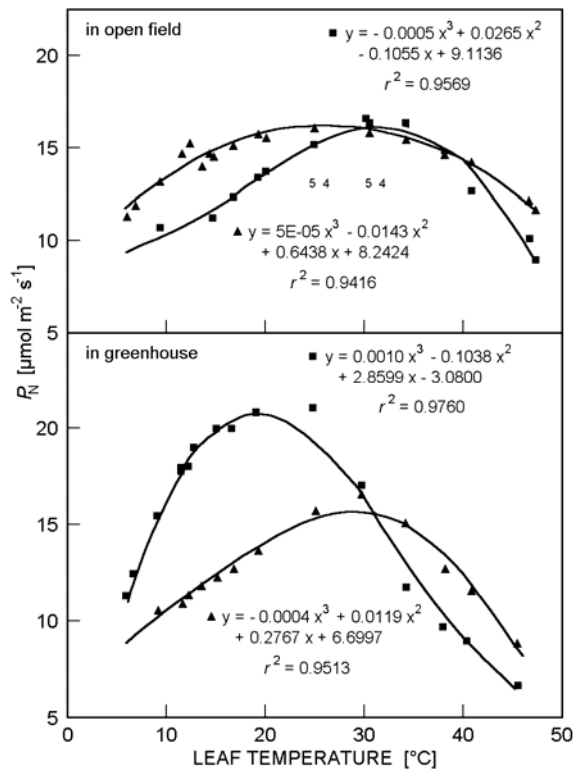 in open field
■ y = - 0.0005 x³ + 0.0265 x²
- 0.1055 x + 9.1136
r² = 0.9569
20
15
10
5 4 5 4
▲ y = 5E-05 x³ - 0.0143 x²
+ 0.6438 x + 8.2424
r² = 0.9416
P_N [μmol m⁻² s⁻¹]
in greenhouse
■ y = 0.0010 x³ - 0.1038 x²
+ 2.8599 x - 3.0800
r² = 0.9760
20
15
10
5
▲ y = - 0.0004 x³ + 0.0119 x²
+ 0.2767 x + 6.6997
r² = 0.9513
0 10 20 30 40 50
LEAF TEMPERATURE [°C]